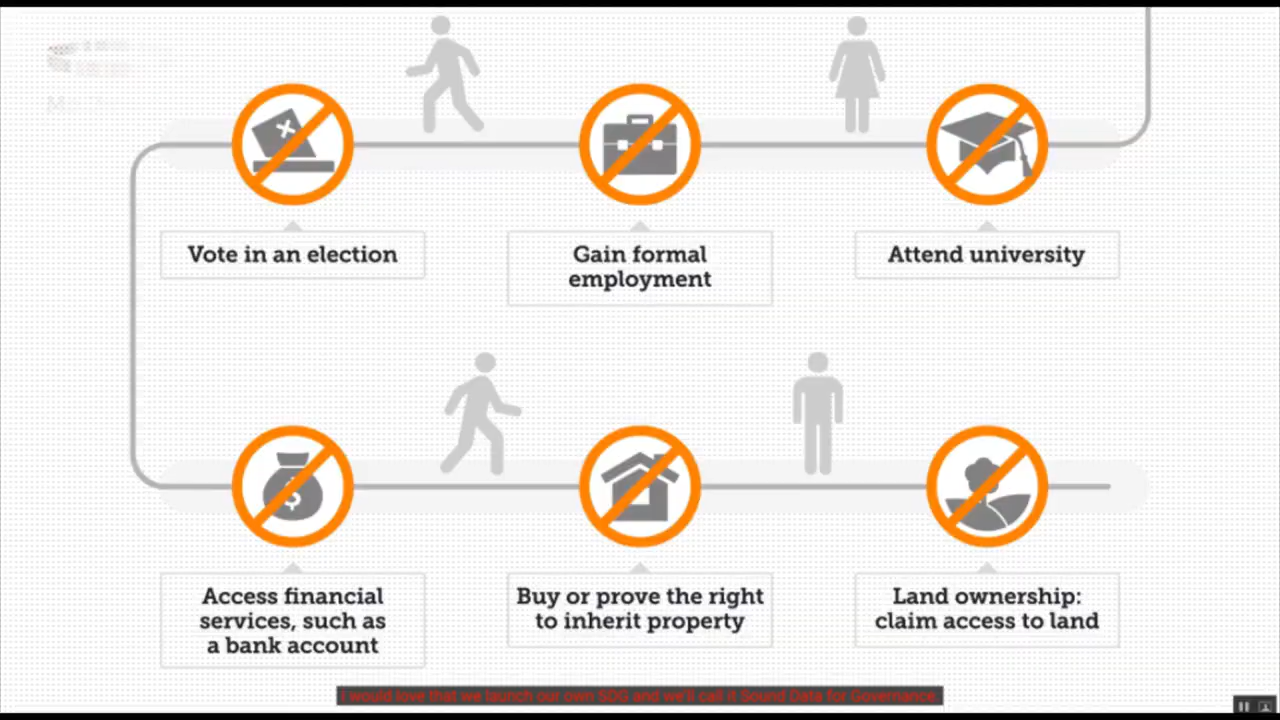 Vote in an election
Gain formal
employment
Attend university
Access financial
services, such as
a bank account
Buy or prove the right
to inherit property
Land ownership:
claim access to land
I would love that we launch our own SDG and we'll call it Sound Data for Governance.